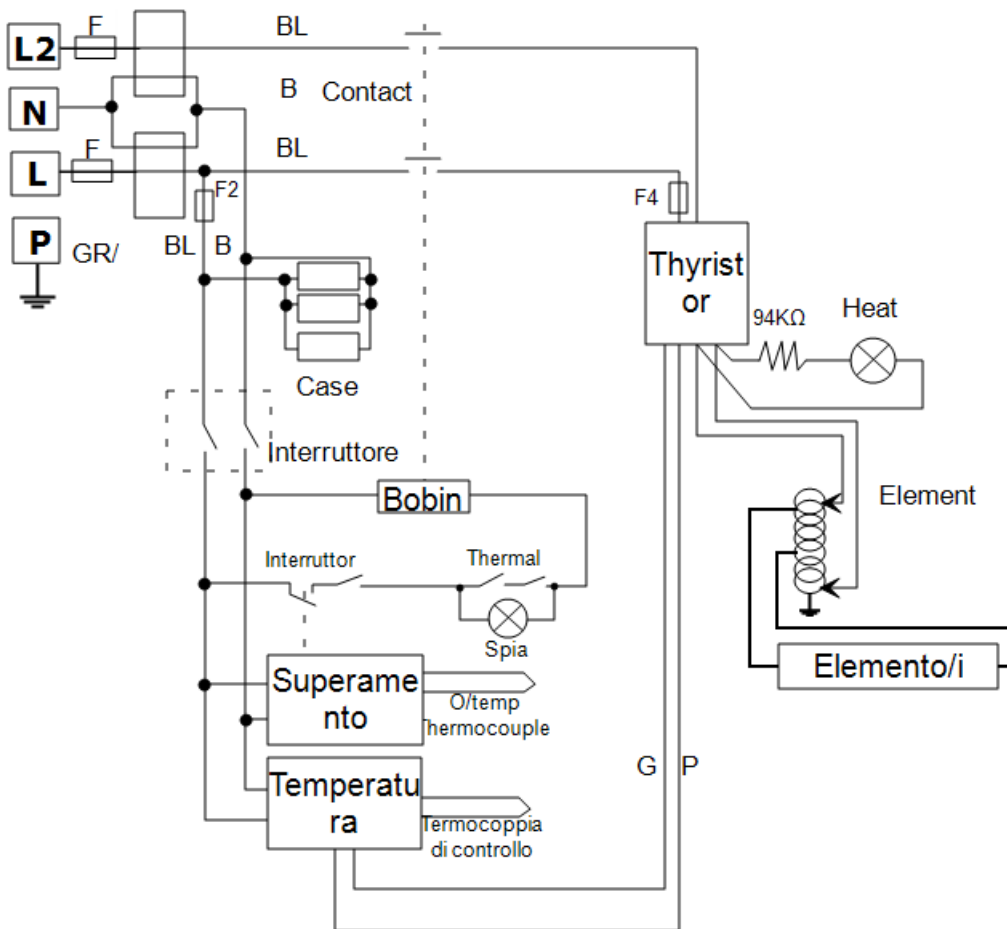 F
BL
L2
B
Contact
N
F
BL
L
F2
F4
P
GR/
BL
B
Thyrist
or
94KΩ
Heat
Case
Interruttore
Bobin
Element
Interruttor
Thermal
Spia
Elemento/i
Superame
nto
O/temp
hermocouple
G
P
Temperatu
ra
Termocoppia
di controllo